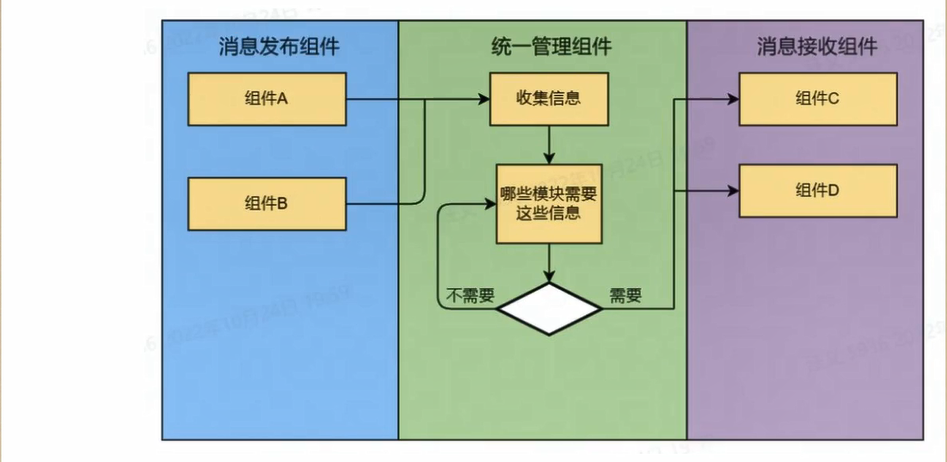 消息发布组件
统一管理组件
消息接收组件
组件A
收集信息
组件C
组件B
哪些模块需要
这些信息
组件D
不需要
需要